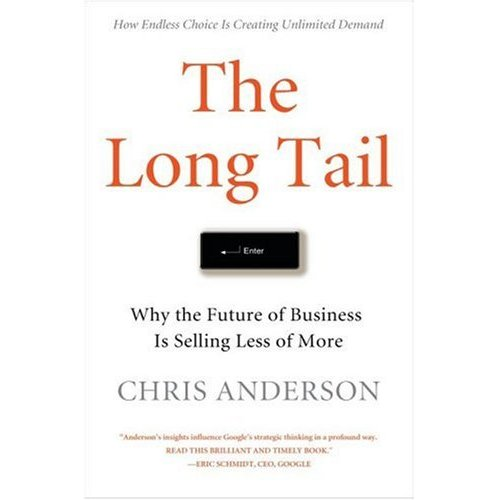 How Endless Choice Is Creating Unlimited Demand
The
Long Tail
Enter
Why the Future of Business
Is Selling Less of More
CHRIS ANDERSON
"Anderson's insights influence Google's strategic thinking in a profound way.
READ THIS BRILLIANT AND TIMELY BOOK."
—ERIC SCHMIDT, CEO, GOOGLE